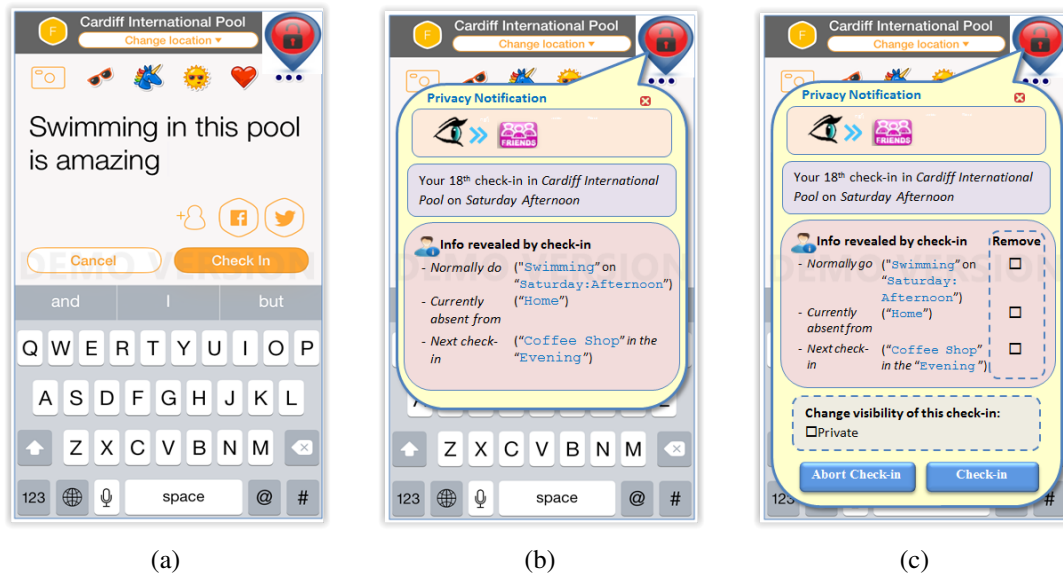 F
Cardiff International Pool
Change location ▾
Swimming in this pool
is amazing
Cancel
Check In
DEMO VERSION
and I but
Q W E R T Y U I O P
A S D F G H J K L
Z X C V B N M
123 space @ #
(a)
F
Cardiff International Pool
Change location ▾
Privacy Notification
FRIENDS
Your 18th check-in in Cardiff International
Pool on Saturday Afternoon
Info revealed by check-in
- Normally do ("Swimming" on
"Saturday:Afternoon")
- Currently ("Home")
absent from
- Next check- ("Coffee Shop" in the
in "Evening")
DEMO VERSION
Z X C V B N M
123 space @ #
(b)
F
Cardiff International Pool
Change location ▾
Privacy Notification
FRIENDS
Your 18th check-in in Cardiff International
Pool on Saturday Afternoon
Info revealed by check-in Remove
- Normally go ("Swimming" on
"Saturday:
Afternoon")
- Currently ("Home")
absent from
- Next check- ("Coffee Shop"
in in the "Evening")
DEMO VERSION
Change visibility of this check-in:
Private
Abort Check-in Check-in
#
(c)